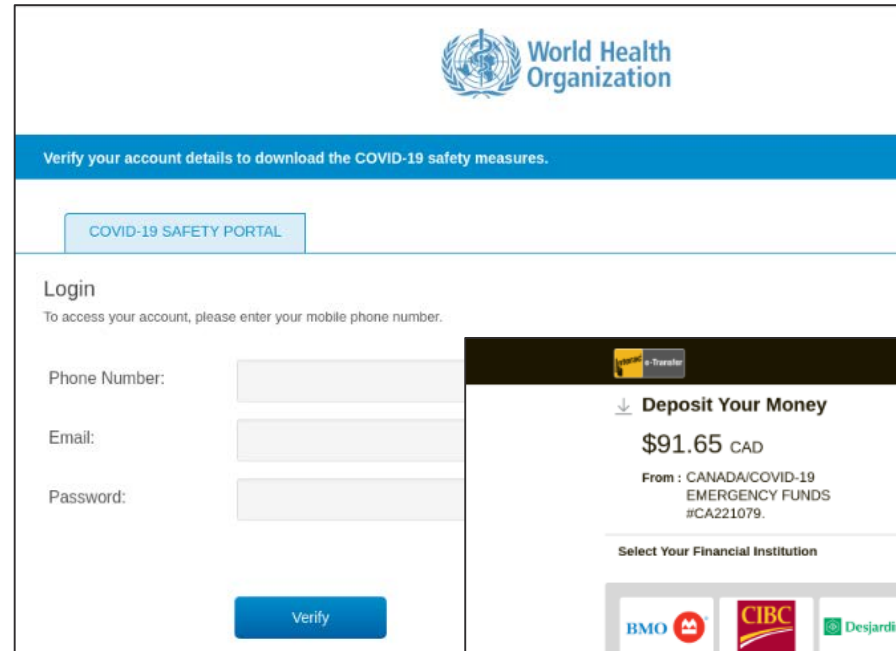 World Health
Organization
Verify your account details to download the COVID-19 safety measures.
COVID-19 SAFETY PORTAL
Login
To access your account, please enter your mobile phone number.
Phone Number:
Email:
Password:
Verify
Interac e-Transfer
Deposit Your Money
$91.65 CAD
From : CANADA/COVID-19
EMERGENCY FUNDS
#CA221079.
Select Your Financial Institution
BMO
CIBC
Desjardi